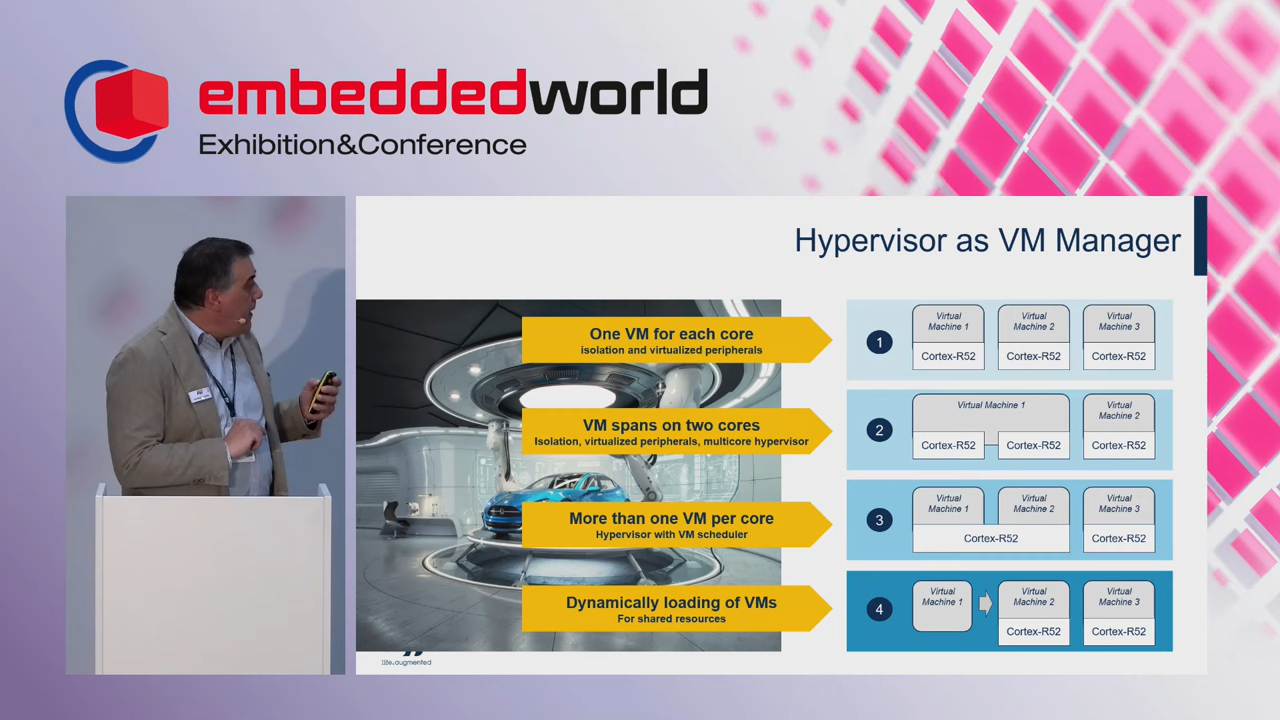 embeddedworld
Exhibition&Conference
Hypervisor as VM Manager
One VM for each core
isolation and virtualized peripherals
1
Virtual
Machine 1
Virtual
Machine 2
Virtual
Machine 3
Cortex-R52
Cortex-R52
Cortex-R52
VM spans on two cores
Isolation, virtualized peripherals, multicore hypervisor
2
Virtual Machine 1
Virtual
Machine 2
Cortex-R52
Cortex-R52
Cortex-R52
More than one VM per core
Hypervisor with VM scheduler
3
Virtual
Machine 1
Virtual
Machine 2
Virtual
Machine 3
Cortex-R52
Cortex-R52
Dynamically loading of VMs
For shared resources
4
Virtual
Machine 1
Virtual
Machine 2
Virtual
Machine 3
Cortex-R52
Cortex-R52
life.augmented